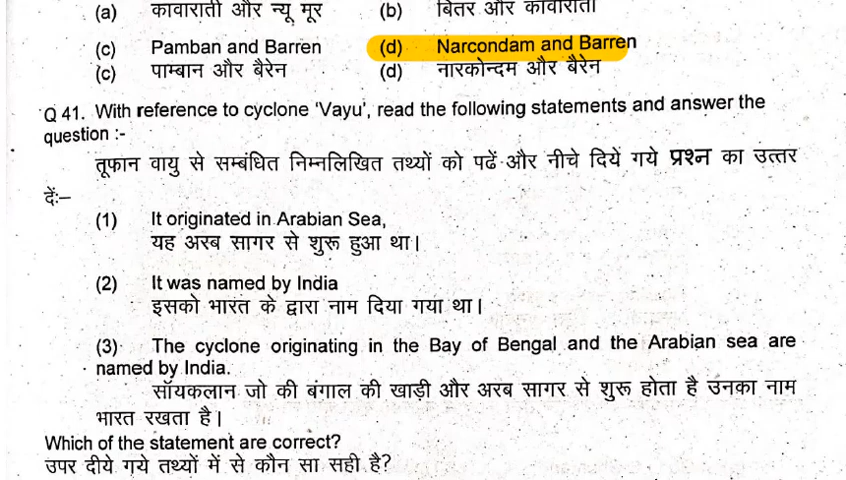 (a) कावाराती और न्यू मूर (b) बितर और कावाराती
(c) Pamban and Barren (d) Narcondam and Barren
(c) पाम्बान और बैरेन (d) नारकोन्दम और बैरेन
Q 41. With reference to cyclone 'Vayu', read the following statements and answer the
question :-
तूफान वायु से सम्बंधित निम्नलिखित तथ्यों को पढें और नीचे दियें गये प्रश्न का उत्तर
दें:–
(1) It originated in Arabian Sea,
यह अरब सागर से शुरू हुआ था।
(2) It was named by India
इसको भारत के द्वारा नाम दिया गया था।
(3) The cyclone originating in the Bay of Bengal and the Arabian sea are
named by India.
सॉयकलान जो की बंगाल की खाड़ी और अरब सागर से शुरू होता है उनका नाम
भारत रखता है।
Which of the statement are correct?
उपर दीये गये तथ्यों में से कौन सा सही है?